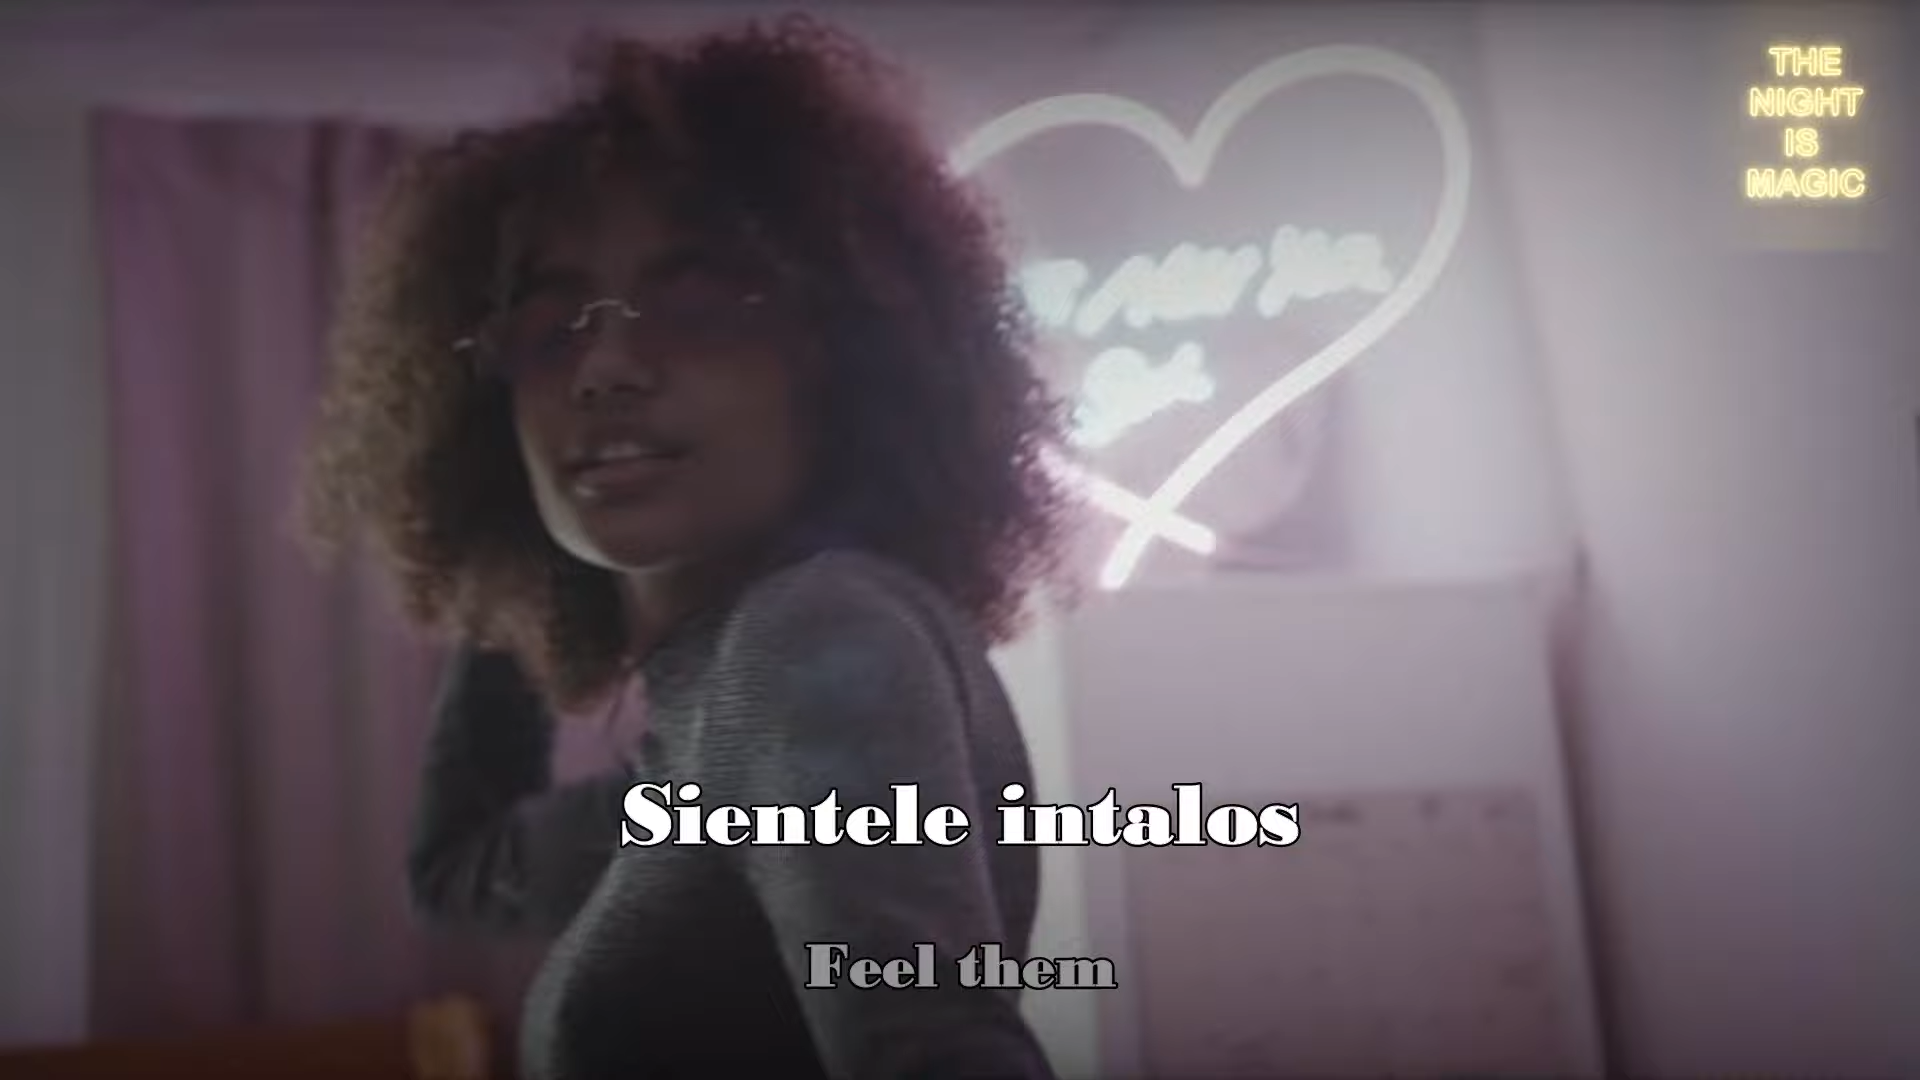 THE
NIGHT
IS
MAGIC
Sientele intalos
Feel them